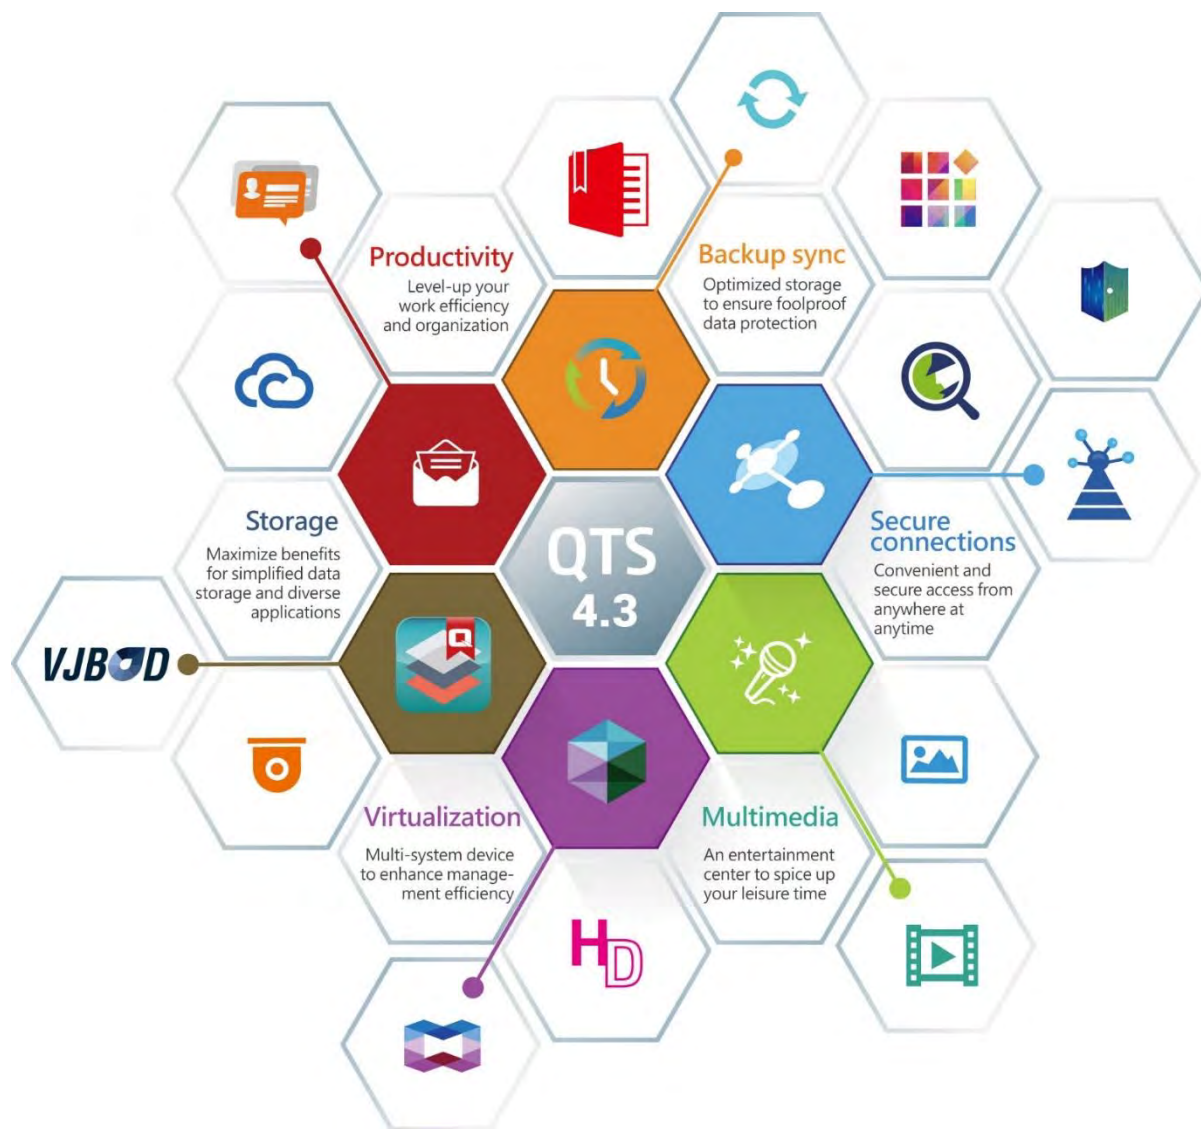 Productivity
Level-up your
work efficiency
and organization
Backup sync
Optimized storage
to ensure foolproof
data protection
Storage
Maximize benefits
for simplified data
storage and diverse
applications
QTS
4.3
Secure
connections
Convenient and
secure access from
anywhere at
anytime
VJBOD
Q
Virtualization
Multi-system device
to enhance manage-
ment efficiency
Multimedia
An entertainment
center to spice up
your leisure time
HD